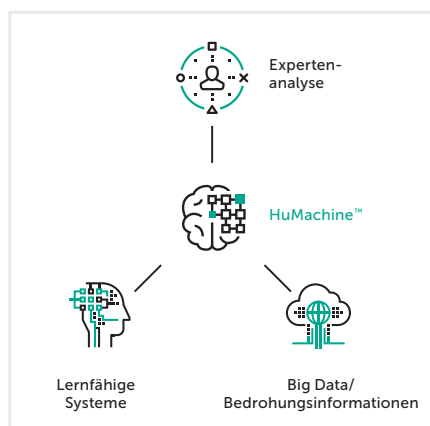 Experten-
analyse
HuMachine™
Lernfähige
Systeme
Big Data/
Bedrohungsinformationen